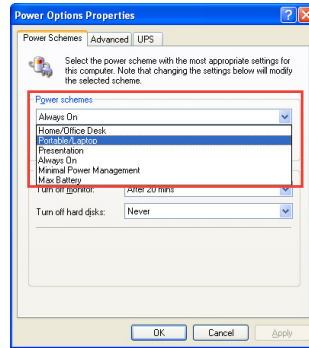 Power Options Properties
Power Schemes Advanced UPS
Select the power scheme with the most appropriate settings for
this computer. Note that changing the settings below will modify
the selected scheme.
Power schemes
Always On
Home/Office Desk
Portable/Laptop
Presentation
Always On
Minimal Power Management
Max Battery
Turn off monitor: After 20 mins
Turn off hard disks: Never
OK Cancel Apply